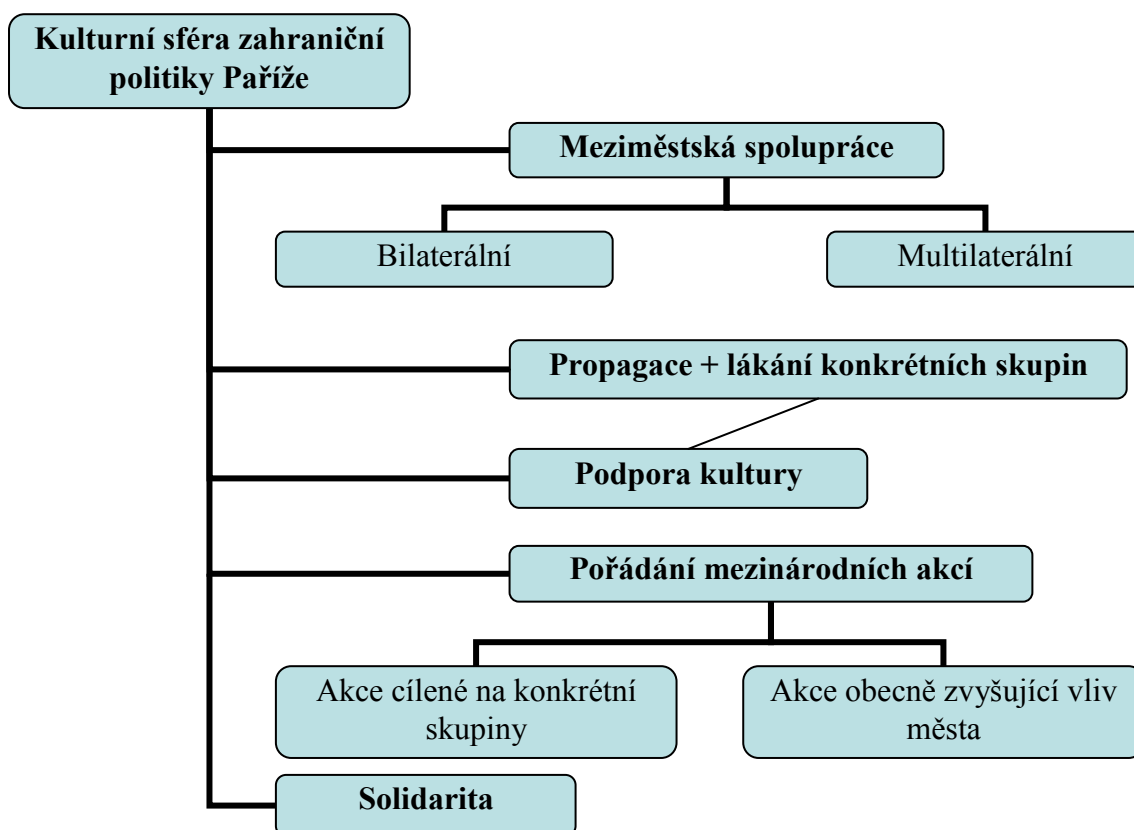 Kulturní sféra zahraniční
politiky Paříže
Meziměstská spolupráce
Bilaterální
Multilaterální
Propagace + lákání konkrétních skupin
Podpora kultury
Pořádání mezinárodních akcí
Akce cílené na konkrétní
skupiny
Akce obecně zvyšující vliv
města
Solidarita